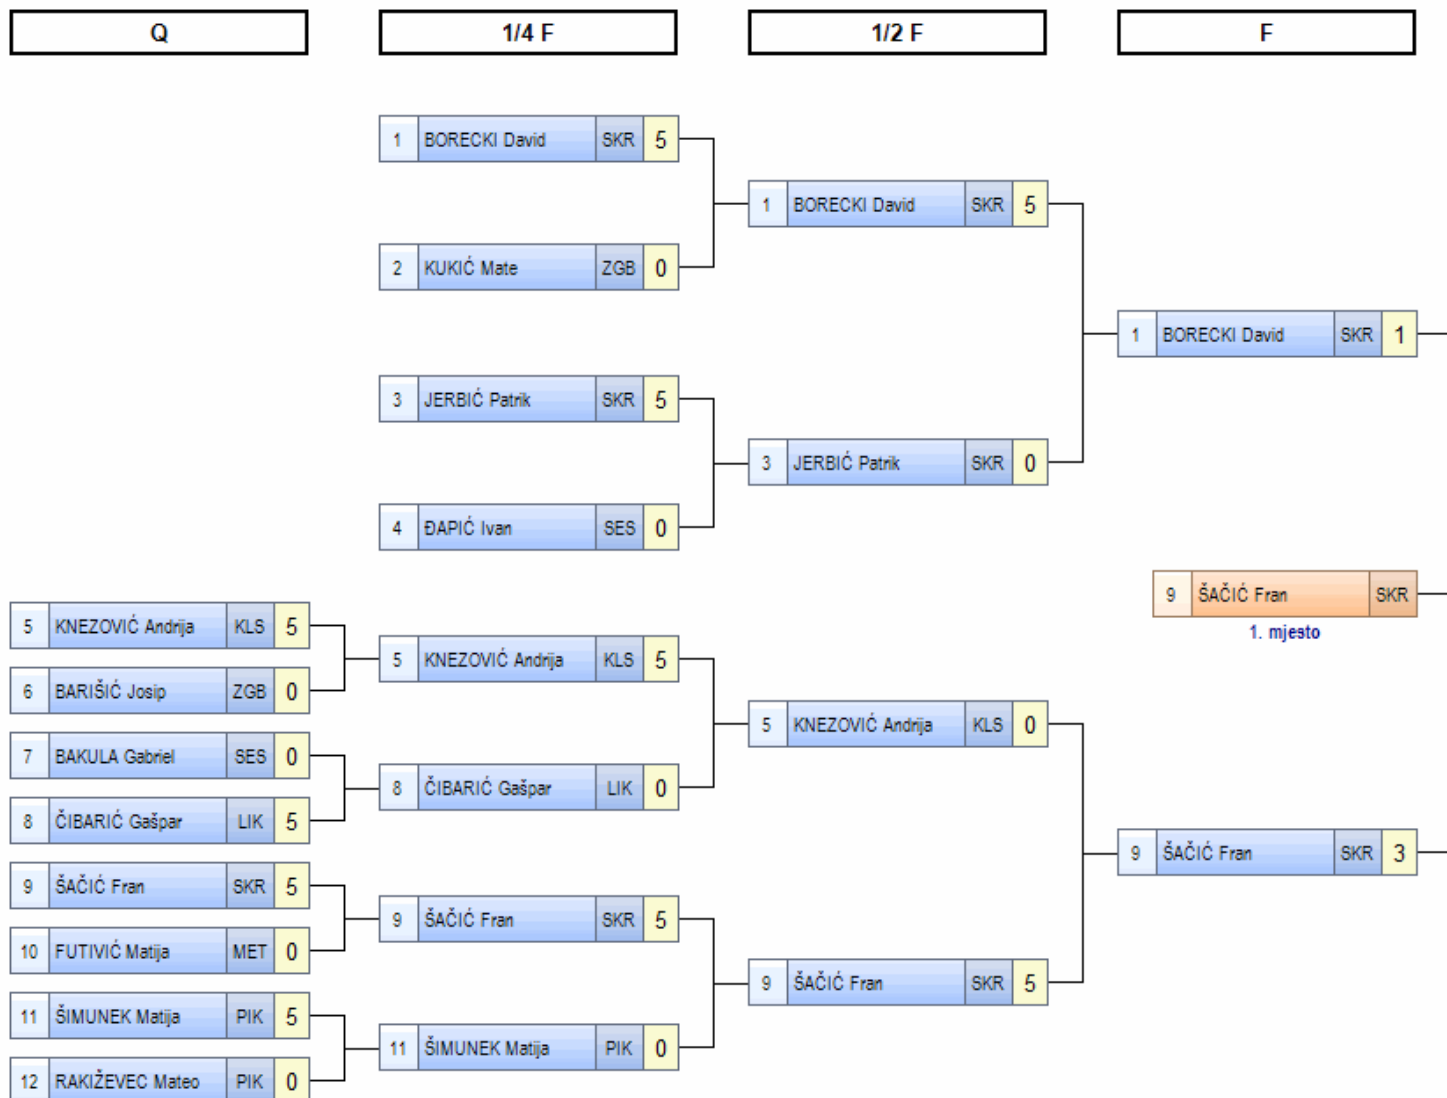 Q 1/4 F 1/2 F F
1 BORECKI David SKR 5
1 BORECKI David SKR 5
2 KUKIĆ Mate ZGB 0
1 BORECKI David SKR 1
3 JERBIĆ Patrik SKR 5
3 JERBIĆ Patrik SKR 0
4 ĐAPIĆ Ivan SES 0
9 ŠAČIĆ Fran SKR
1. mjesto
5 KNEZOVIĆ Andrija KLS 5
5 KNEZOVIĆ Andrija KLS 5
6 BARIŠIĆ Josip ZGB 0
5 KNEZOVIĆ Andrija KLS 0
7 BAKULA Gabriel SES 0
8 ČIBARIĆ Gašpar LIK 0
8 ČIBARIĆ Gašpar LIK 5
9 ŠAČIĆ Fran SKR 3
9 ŠAČIĆ Fran SKR 5
9 ŠAČIĆ Fran SKR 5
10 FUTIVIĆ Matija MET 0
9 ŠAČIĆ Fran SKR 5
11 ŠIMUNEK Matija PIK 5
11 ŠIMUNEK Matija PIK 0
12 RAKIŽEVEC Mateo PIK 0